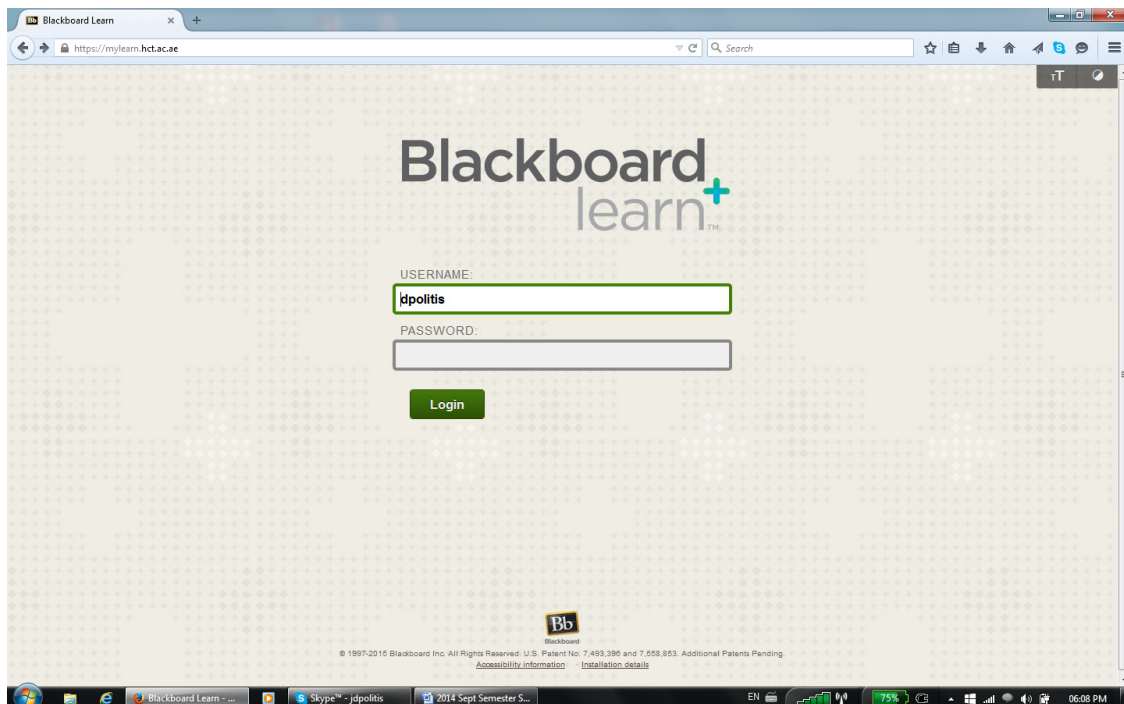 Blackboard Learn
https://mylearn.hct.ac.ae
Search
TT
Blackboard
learn
TM
USERNAME:
dpolitis
PASSWORD:
Login
Bb
Blackboard
© 1997-2015 Blackboard Inc. All Rights Reserved. U.S. Patent No. 7,493,396 and 7,558,853. Additional Patents Pending.
Accessibility information Installation details
Blackboard Learn - ...
Skype™ - jdpolitis
2014 Sept Semester S...
EN
75%
06:08 PM